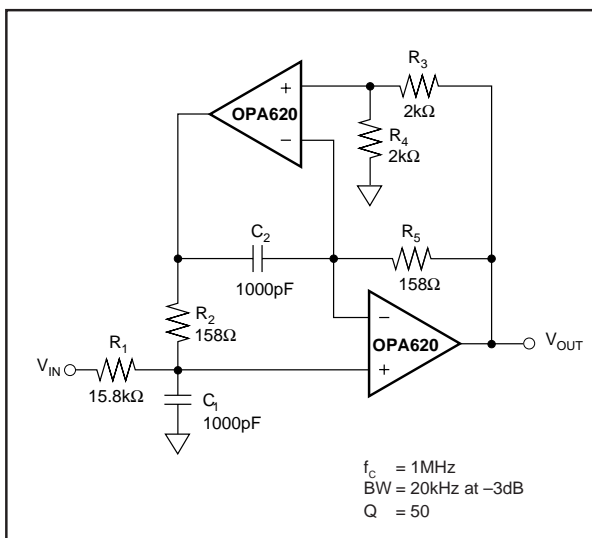 R3
2kΩ
+
OPA620
−
R4
2kΩ
C2
1000pF
R5
158Ω
R2
158Ω
−
OPA620
+
VOUT
VIN
R1
15.8kΩ
C1
1000pF
fC = 1MHz
BW = 20kHz at –3dB
Q = 50